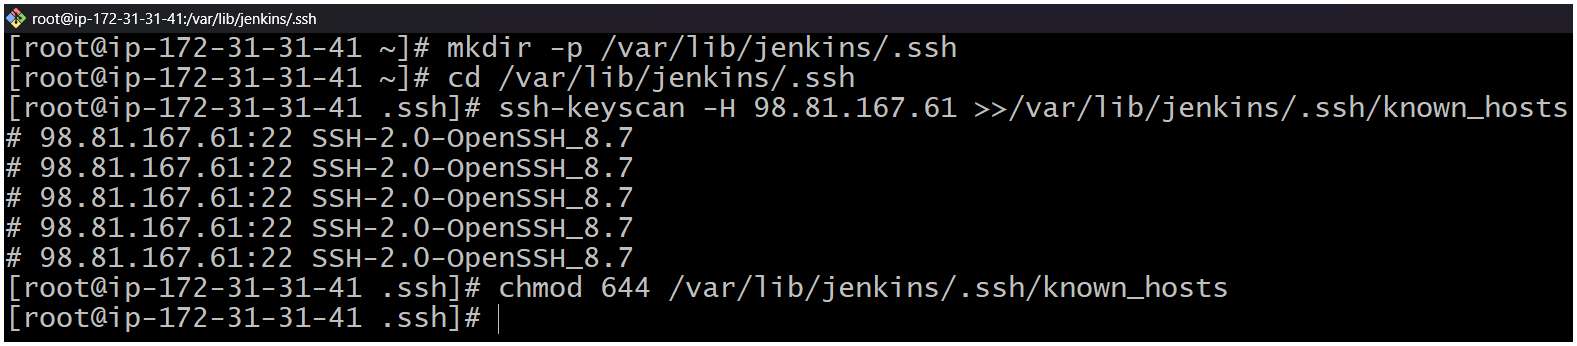 root@ip-172-31-31-41:/var/lib/jenkins/.ssh
[root@ip-172-31-31-41 ~]# mkdir -p /var/lib/jenkins/.ssh
[root@ip-172-31-31-41 ~]# cd /var/lib/jenkins/.ssh
[root@ip-172-31-31-41 .ssh]# ssh-keyscan -H 98.81.167.61 >>/var/lib/jenkins/.ssh/known_hosts
# 98.81.167.61:22 SSH-2.0-OpenSSH_8.7
# 98.81.167.61:22 SSH-2.0-OpenSSH_8.7
# 98.81.167.61:22 SSH-2.0-OpenSSH_8.7
# 98.81.167.61:22 SSH-2.0-OpenSSH_8.7
# 98.81.167.61:22 SSH-2.0-OpenSSH_8.7
[root@ip-172-31-31-41 .ssh]# chmod 644 /var/lib/jenkins/.ssh/known_hosts
[root@ip-172-31-31-41 .ssh]#